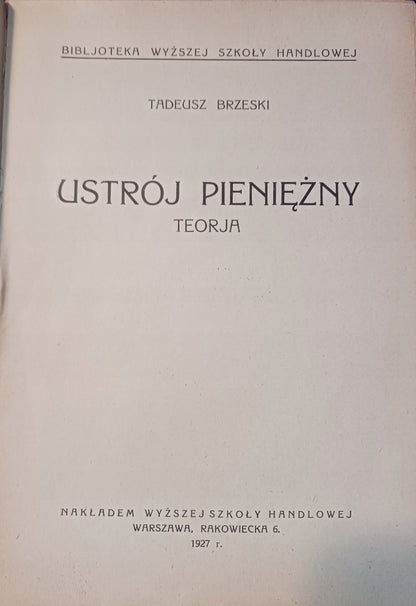 BIBLJOTEKA WYŻSZEJ SZKOŁY HANDLOWEJ
TADEUSZ BRZESKI
USTRÓJ PIENIĘŻNY
TEORJA
NAKŁADEM WYŻSZEJ SZKOŁY HANDLOWEJ
WARSZAWA, RAKOWIECKA 6.
1927 r.